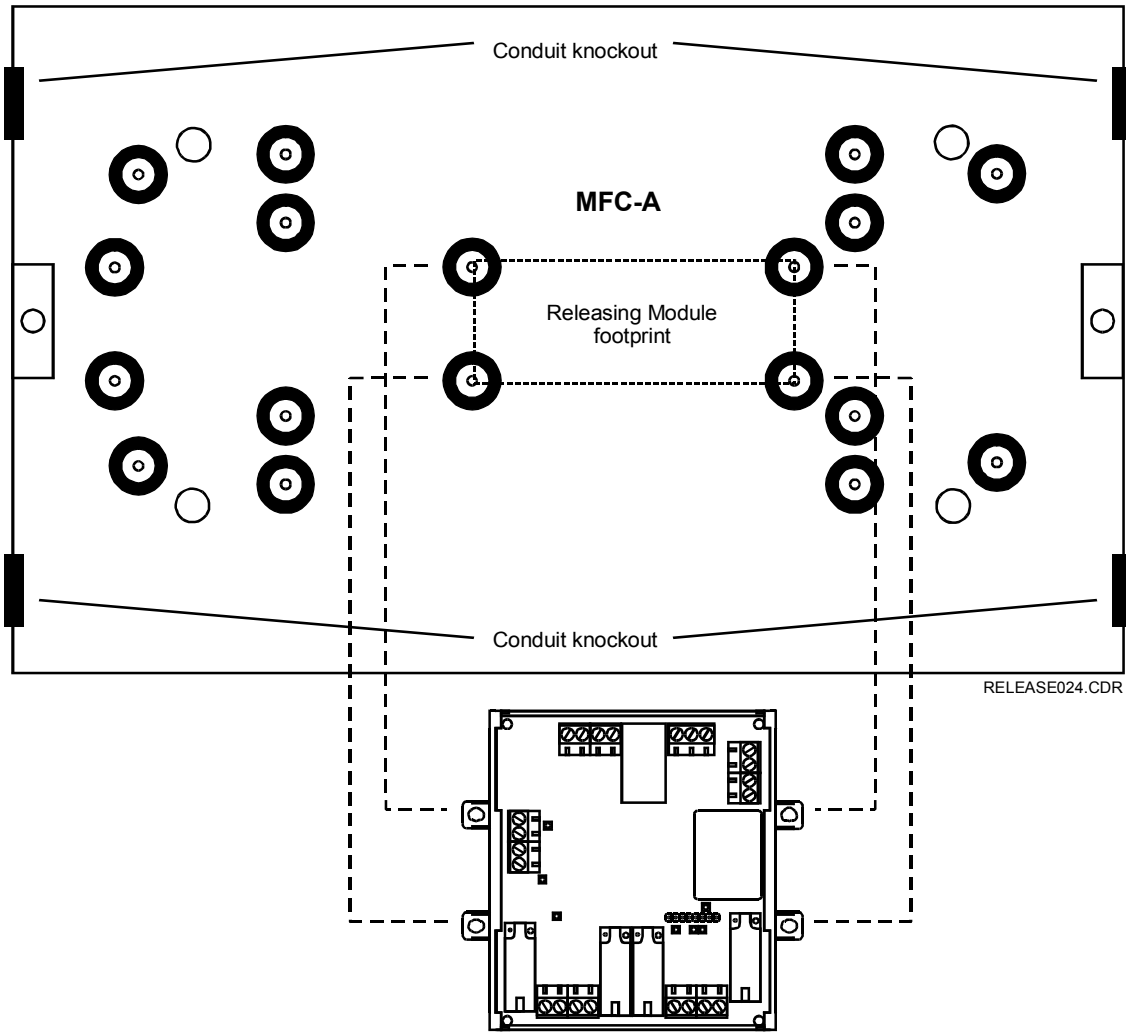 Conduit knockout
MFC-A
Releasing Module
footprint
Conduit knockout
RELEASE024.CDR